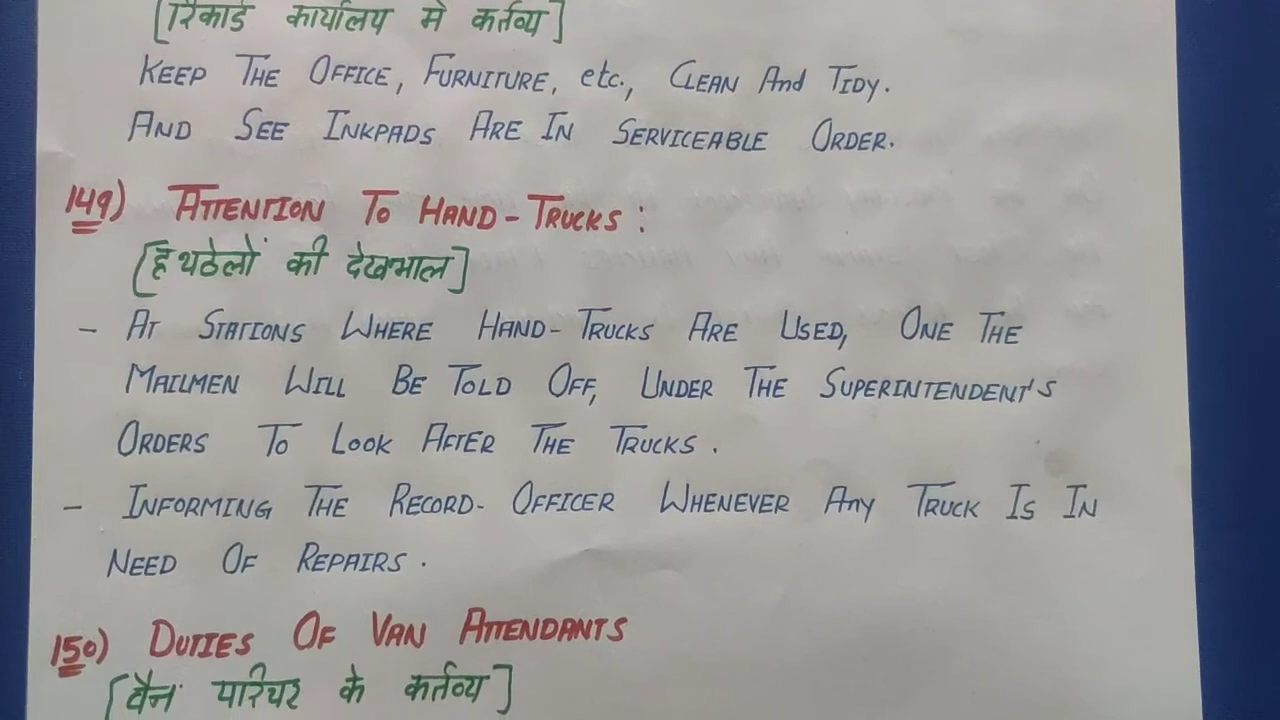 [रिकार्ड कार्यालय में कर्तव्य]
KEEP THE OFFICE, FURNITURE, etc., CLEAN And TIDY.
AND SEE INKPADS ARE IN SERVICEABLE ORDER.
149) ATTENTION TO HAND-TRUCKS:
[हथठेलों की देखभाल]
- AT STATIONS WHERE HAND-TRUCKS ARE USED, ONE THE
MAILMEN WILL BE TOLD OFF, UNDER THE SUPERINTENDENT'S
ORDERS TO LOOK AFTER THE TRUCKS.
- INFORMING THE RECORD-OFFICER WHENEVER Any TRUCK IS IN
NEED OF REPAIRS.
150) DUTIES OF VAN ATTENDANTS
[वैन परिचर के कर्तव्य]